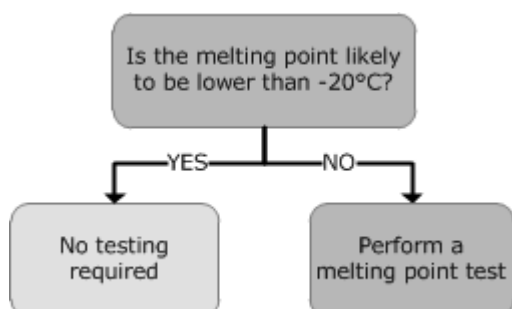 Is the melting point likely
to be lower than -20°C?
YES
NO
No testing
required
Perform a
melting point test